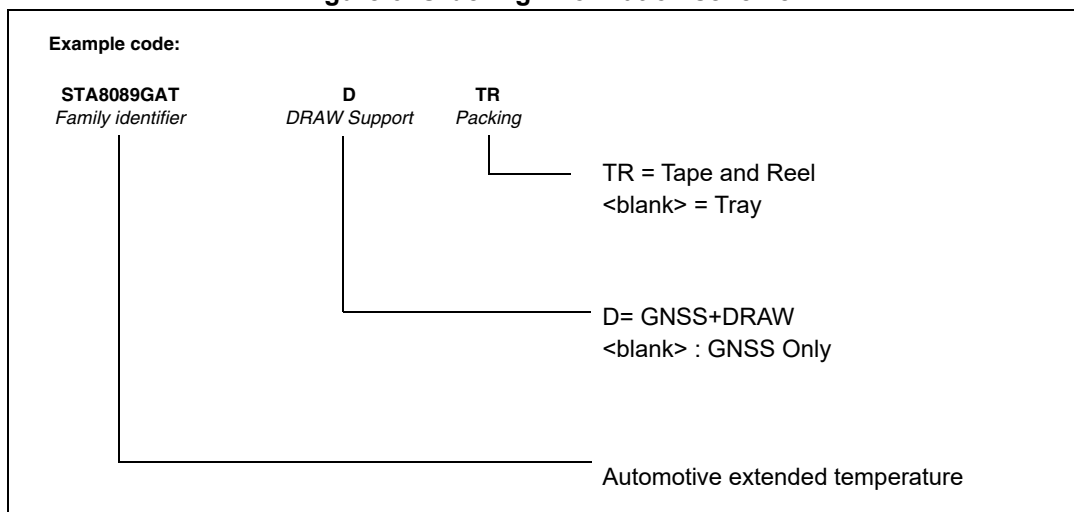 Example code:
STA8089GAT D TR
Family identifier DRAW Support Packing
TR = Tape and Reel
<blank> = Tray
D= GNSS+DRAW
<blank> : GNSS Only
Automotive extended temperature